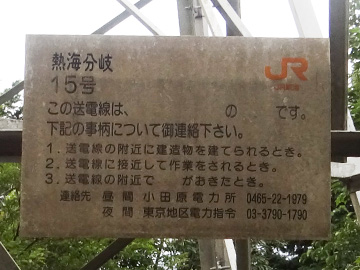 熱海分岐
15号
JR
この送電線は、 の です。
下記の事柄について御連絡下さい。
1. 送電線の附近に建造物を建てられるとき。
2. 送電線に接近して作業をされるとき。
3. 送電線の附近で がおきたとき。
連絡先 昼間 小田原電力所 0465-22-1979
夜間 東京地区電力指令 03-3790-1790